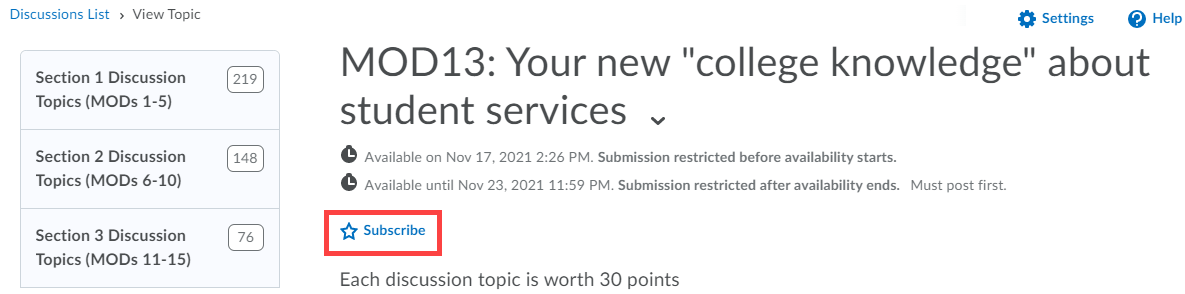 Discussions List › View Topic
Settings
Help
Section 1 Discussion
Topics (MODs 1-5)
219
Section 2 Discussion
Topics (MODs 6-10)
148
Section 3 Discussion
Topics (MODs 11-15)
76
MOD13: Your new "college knowledge" about
student services
Available on Nov 17, 2021 2:26 PM. Submission restricted before availability starts.
Available until Nov 23, 2021 11:59 PM. Submission restricted after availability ends. Must post first.
Subscribe
Each discussion topic is worth 30 points